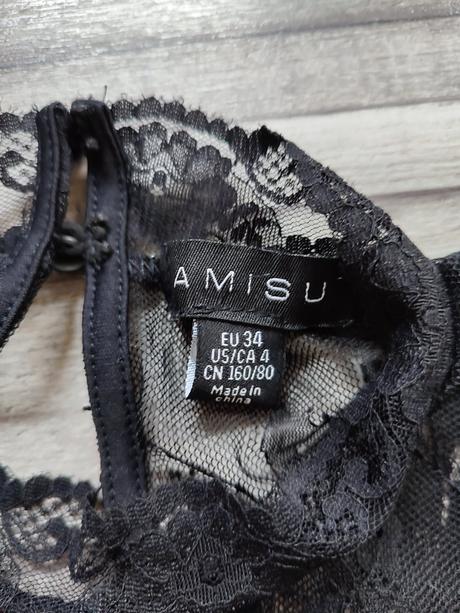 AMISU
EU 34
US/CA 4
CN 160/80
Made in
china